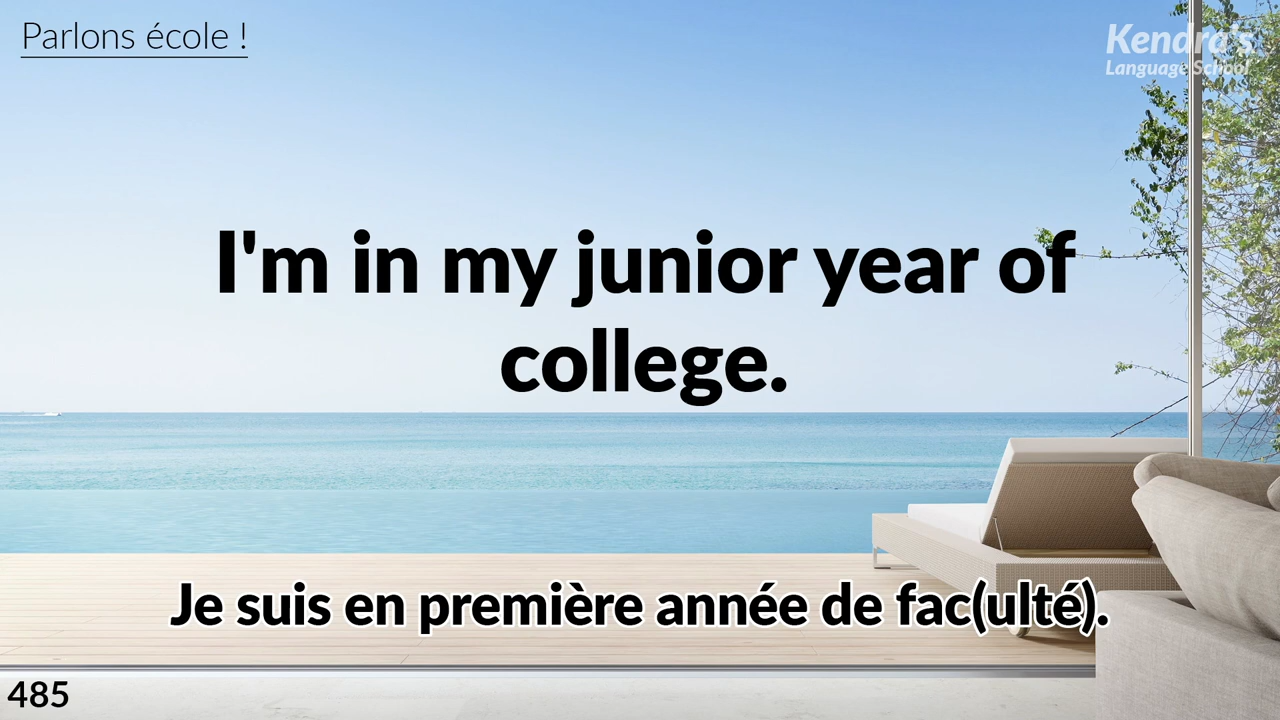 Parlons école !
Kendra's
Language School
I'm in my junior year of
college.
Je suis en première année de fac(ulté).
485